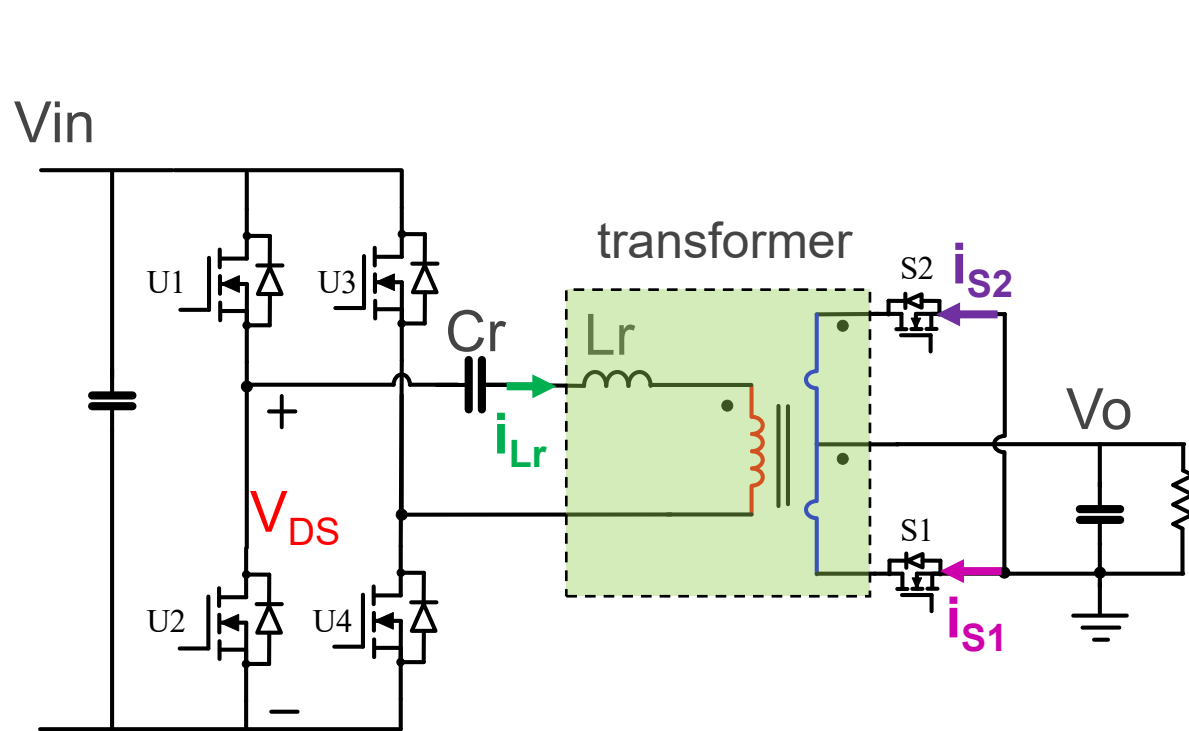 Vin
transformer
U1
U3
S2
iS2
Cr
Lr
+
iLr
Vo
VDS
S1
U2
U4
iS1
−